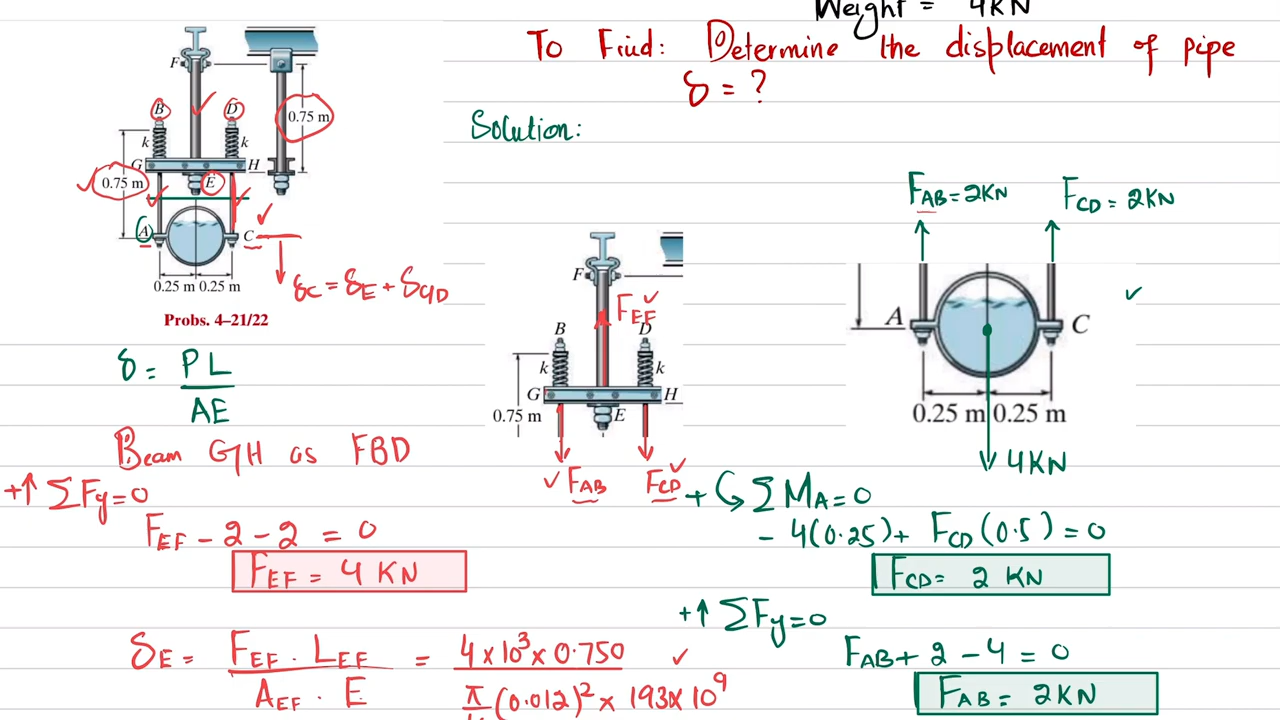 Weight = 4KN
To Find: Determine the displacement of pipe
δ = ?
Solution:
F
B
D
0.75 m
k
k
G
H
0.75 m
E
A
C
0.25 m 0.25 m
δC = δE + δC/D
Probs. 4–21/22
δ = PL
AE
Beam GH as FBD
+↑ ΣFy=0
FEF - 2 - 2 = 0
FEF = 4 KN
δE = FEF . LEF = 4×10³×0.750
AEF . E π (0.012)² × 193×10⁹
F
FEF
B
D
k
k
G
H
0.75 m
E
FAB
FCD
FAB=2KN
FCD=2KN
A
C
0.25 m 0.25 m
4KN
+ ΣMA=0
- 4(0.25)+ FCD(0.5)=0
FCD= 2 KN
+↑ ΣFy=0
FAB+ 2 - 4 = 0
FAB= 2KN